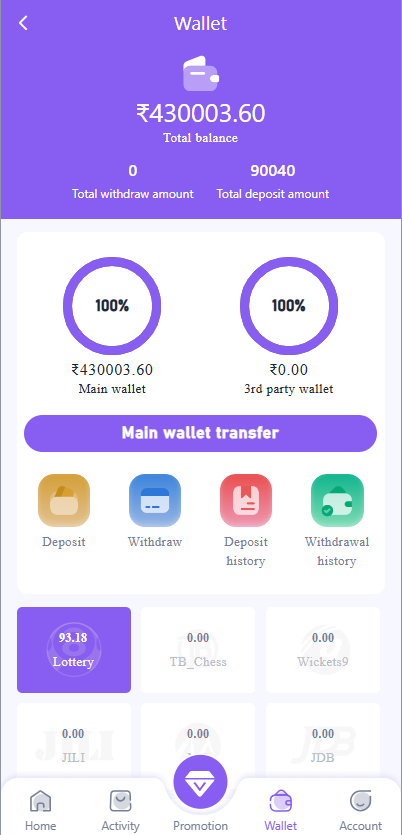 Wallet
₹430003.60
Total balance
0 90040
Total withdraw amount Total deposit amount
100% 100%
₹430003.60 ₹0.00
Main wallet 3rd party wallet
Main wallet transfer
Deposit Withdraw Deposit history Withdrawal history
93.18 0.00 0.00
Lottery TB_Chess Wickets9
0.00 0.00 0.00
JILI JDB
Home Activity Promotion Wallet Account